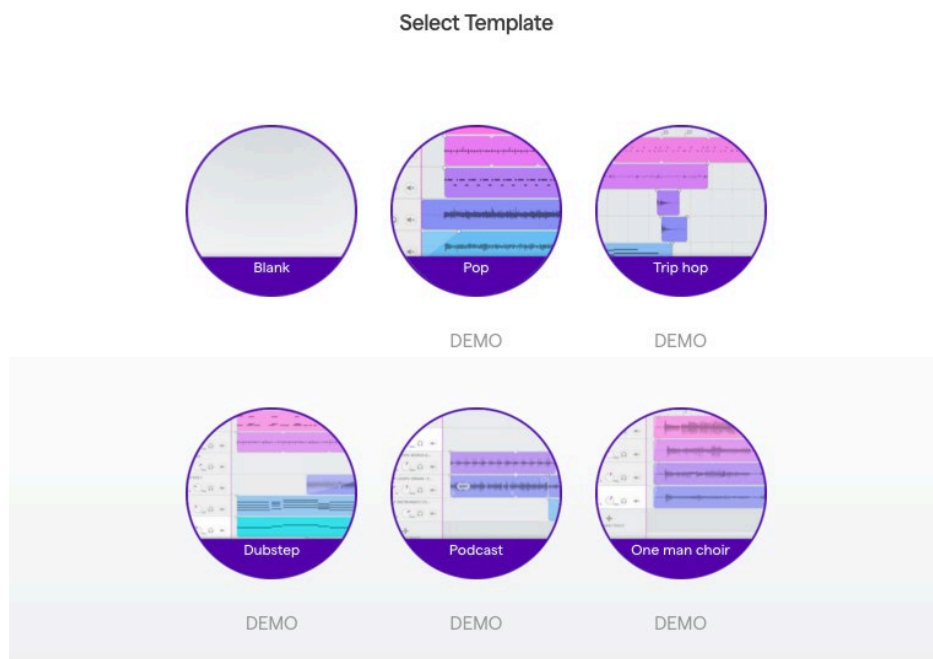 Select Template
Blank
Pop
Trip hop
DEMO
DEMO
Dubstep
Podcast
One man choir
DEMO
DEMO
DEMO